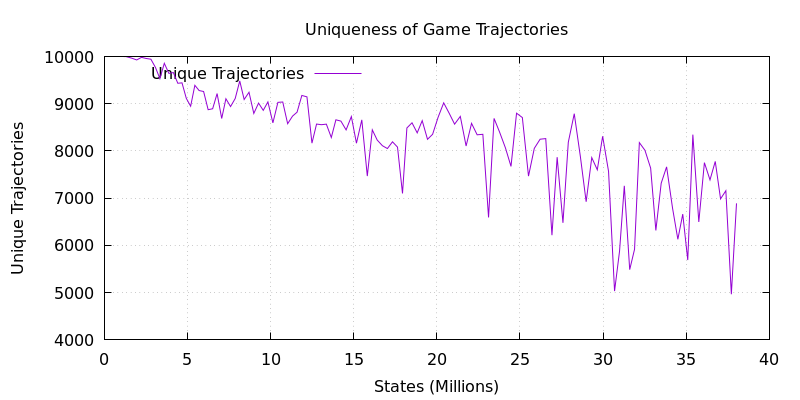 Uniqueness of Game Trajectories
Unique Trajectories
Unique Trajectories
10000
9000
8000
7000
6000
5000
4000
0 5 10 15 20 25 30 35 40
States (Millions)